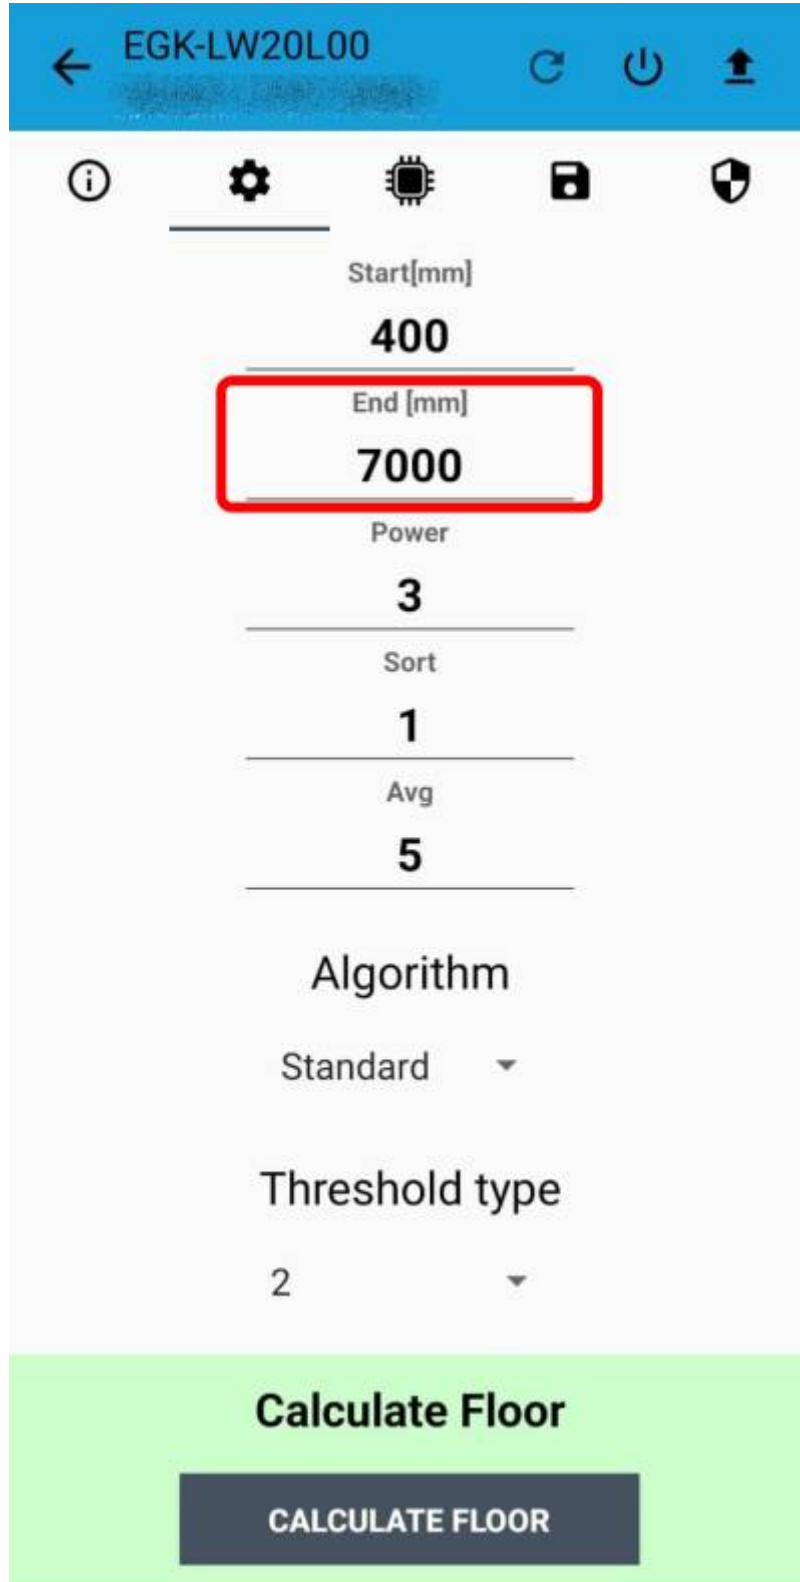 EGK-LW20L00
Start[mm]
400
End [mm]
7000
Power
3
Sort
1
Avg
5
Algorithm
Standard
Threshold type
2
Calculate Floor
CALCULATE FLOOR